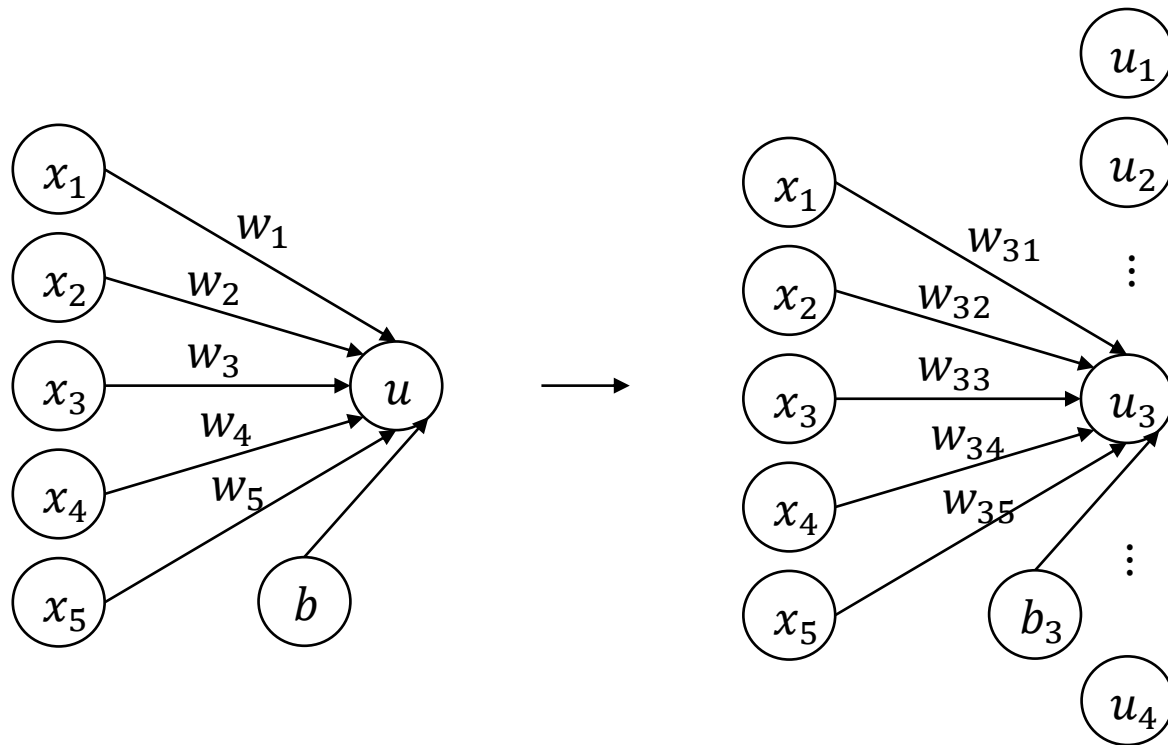 x₁
x₂
x₃
x₄
x₅
w₁
w₂
w₃
w₄
w₅
u
b
x₁
x₂
x₃
x₄
x₅
w₃₁
w₃₂
w₃₃
w₃₄
w₃₅
u₁
u₂
⋮
u₃
⋮
u₄
b₃